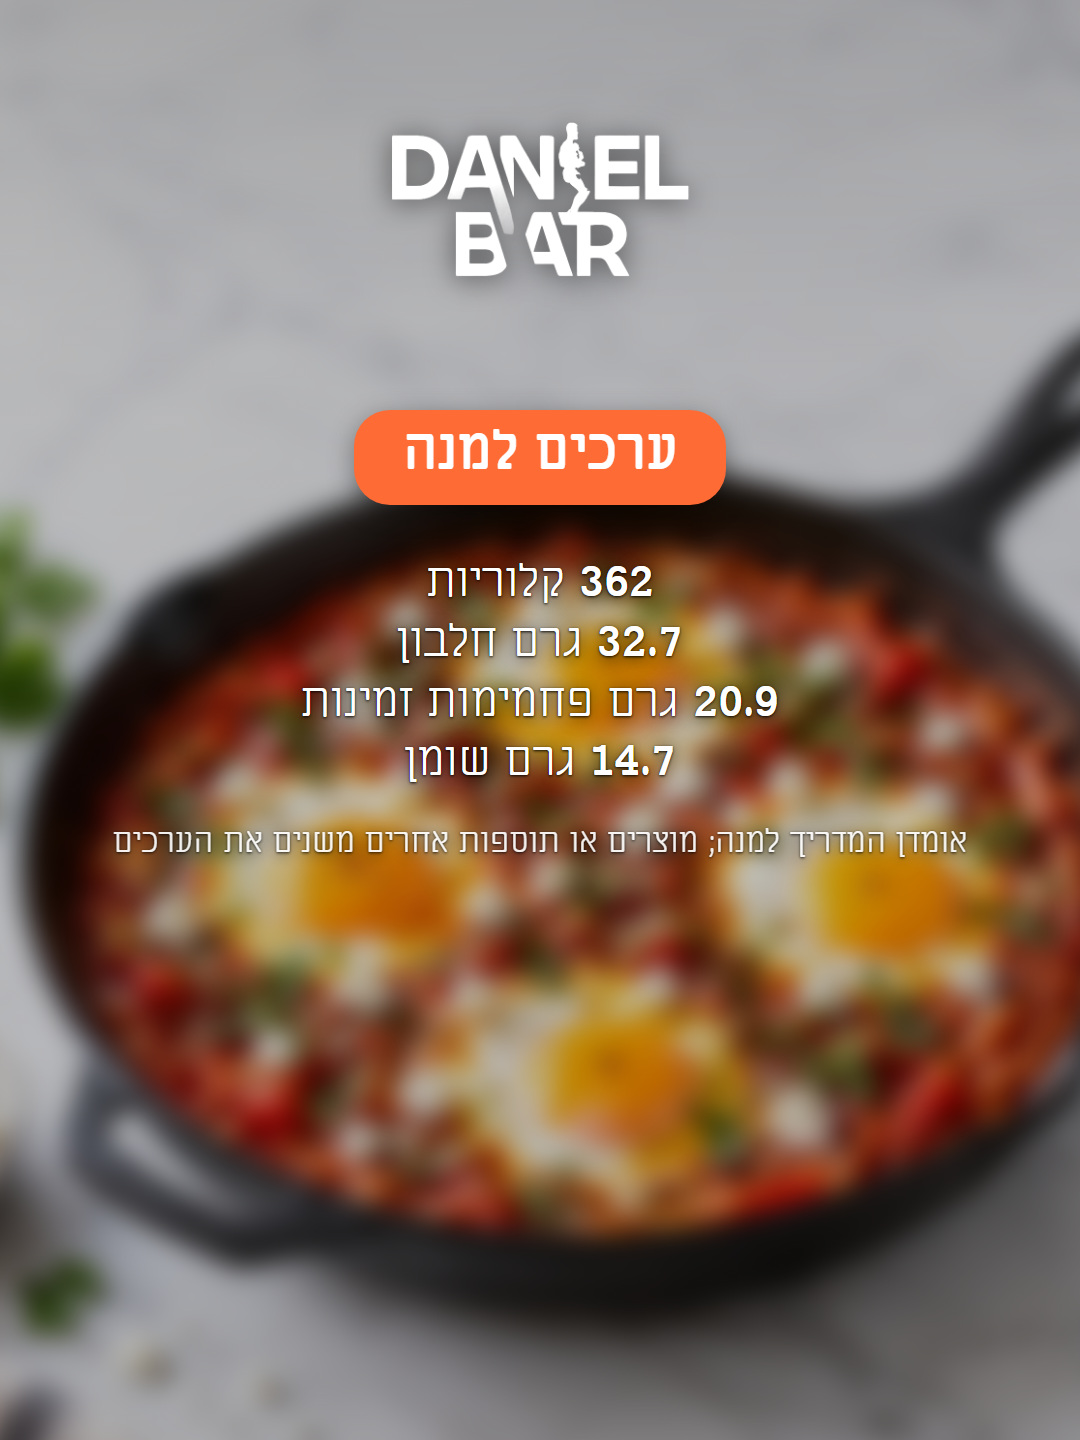 DANIEL
BAR
ערכים למנה
362 קלוריות
32.7 גרם חלבון
20.9 גרם פחמימות זמינות
14.7 גרם שומן
אומדן המדריך למנה; מוצרים או תוספות אחרים משנים את הערכים